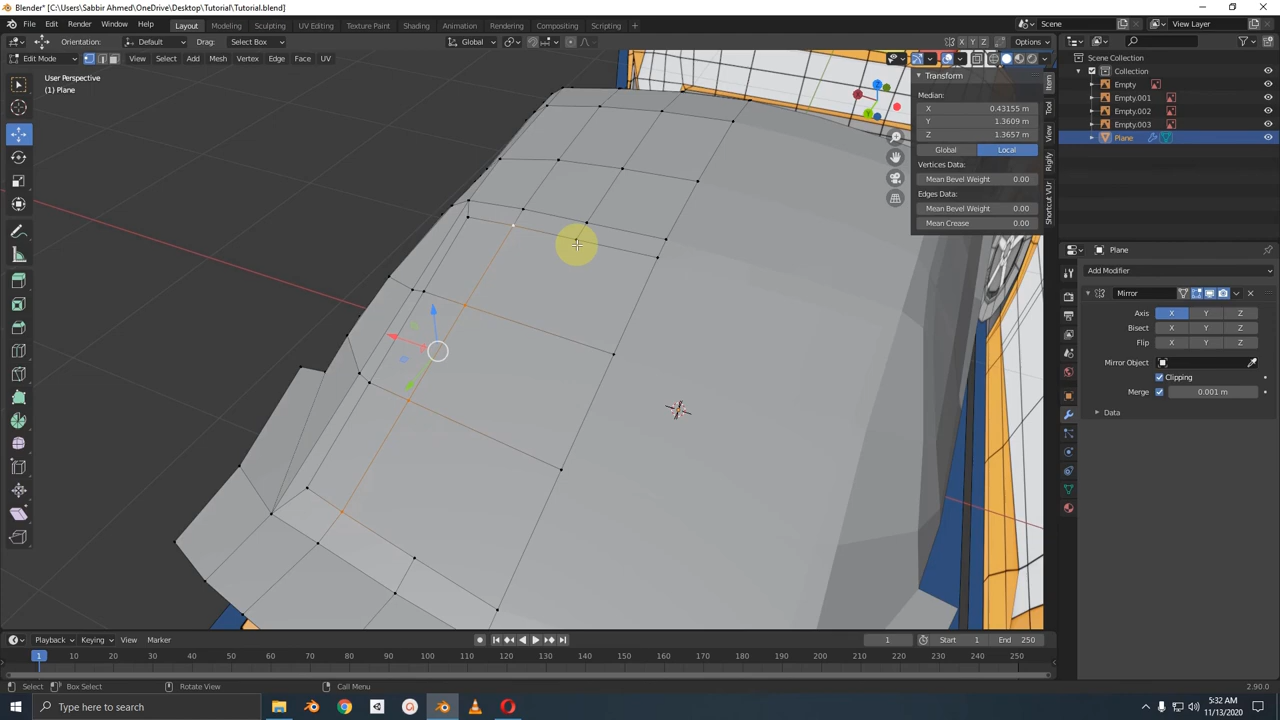 Blender* [C:\Users\Sabbir Ahmed\OneDrive\Desktop\Tutorial\Tutorial.blend]
File Edit Render Window Help Layout Modeling Sculpting UV Editing Texture Paint Shading Animation Rendering Compositing Scripting Scene View Layer
Orientation: Default Drag: Select Box Global X Y Z Options
Edit Mode View Select Add Mesh Vertex Edge Face UV
User Perspective
(1) Plane
Transform
Median:
X 0.43155 m
Y 1.3609 m
Z 1.3657 m
Global Local
Vertices Data:
Mean Bevel Weight 0.00
Edges Data:
Mean Bevel Weight 0.00
Mean Crease 0.00
Item
Tool
View
Rigify
Shortcut VUr
Scene Collection
Collection
Empty
Empty.001
Empty.002
Empty.003
Plane
Plane
Add Modifier
Mirror
Axis X Y Z
Bisect X Y Z
Flip X Y Z
Mirror Object
Clipping
Merge 0.001 m
Data
Playback Keying View Marker 1 Start 1 End 250
1 10 20 30 40 50 60 70 80 90 100 110 120 130 140 150 160 170 180 190 200 210 220 230 240 250
Select Box Select Rotate View Call Menu 2.90.0
Type here to search
5:32 AM
11/13/2020